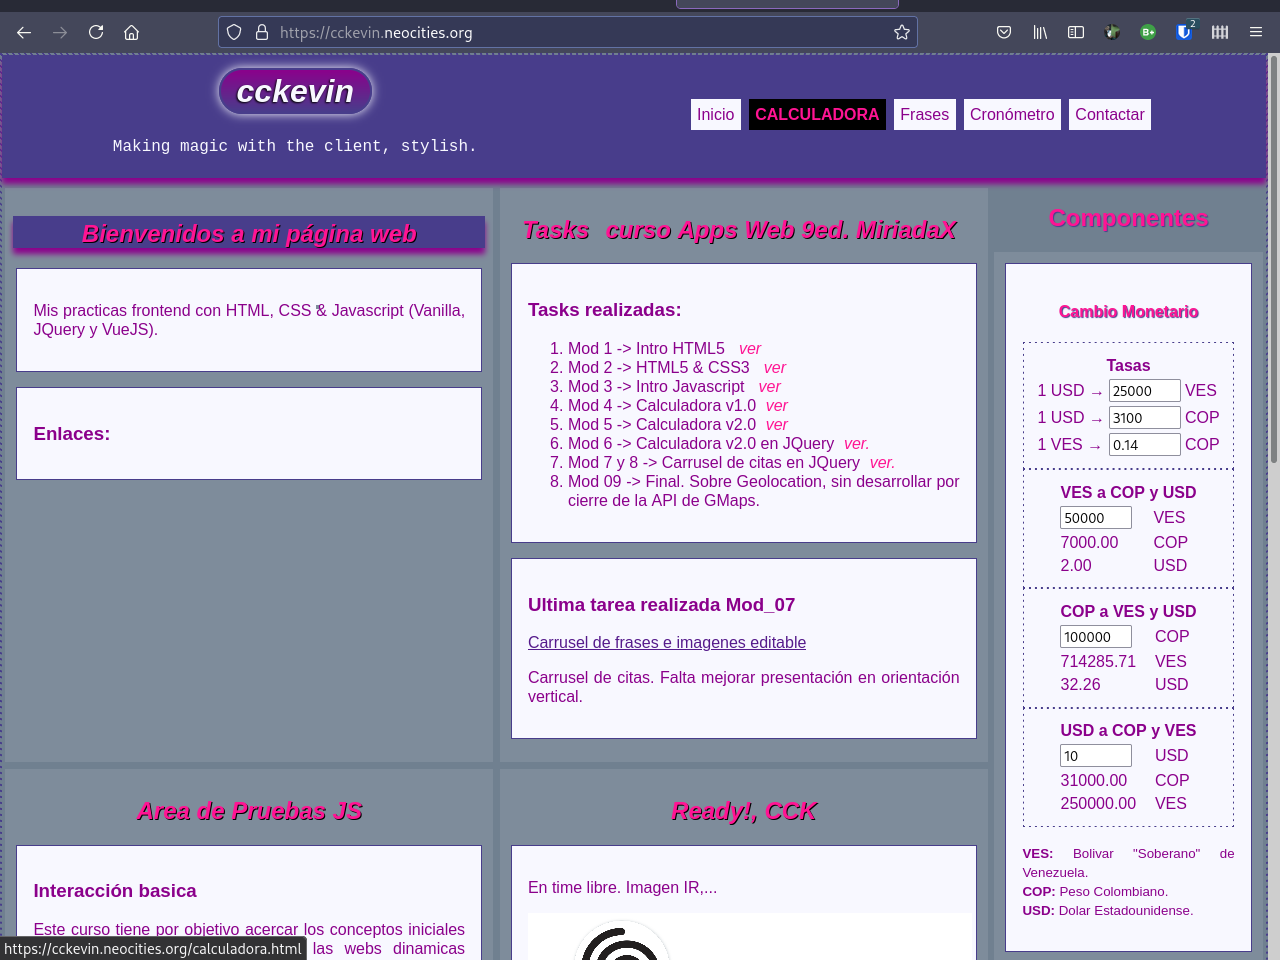 https://cckevin.neocities.org
2
cckevin
Making magic with the client, stylish.
Inicio CALCULADORA Frases Cronómetro Contactar
Bienvenidos a mi página web
Mis practicas frontend con HTML, CSS & Javascript (Vanilla,
JQuery y VueJS).
Enlaces:
Tasks curso Apps Web 9ed. MiriadaX
Tasks realizadas:
1. Mod 1 -> Intro HTML5 ver
2. Mod 2 -> HTML5 & CSS3 ver
3. Mod 3 -> Intro Javascript ver
4. Mod 4 -> Calculadora v1.0 ver
5. Mod 5 -> Calculadora v2.0 ver
6. Mod 6 -> Calculadora v2.0 en JQuery ver.
7. Mod 7 y 8 -> Carrusel de citas en JQuery ver.
8. Mod 09 -> Final. Sobre Geolocation, sin desarrollar por
cierre de la API de GMaps.
Ultima tarea realizada Mod_07
Carrusel de frases e imagenes editable
Carrusel de citas. Falta mejorar presentación en orientación
vertical.
Componentes
Cambio Monetario
Tasas
1 USD → 25000 VES
1 USD → 3100 COP
1 VES → 0.14 COP
VES a COP y USD
50000 VES
7000.00 COP
2.00 USD
COP a VES y USD
100000 COP
714285.71 VES
32.26 USD
USD a COP y VES
10 USD
31000.00 COP
250000.00 VES
VES: Bolivar "Soberano" de
Venezuela.
COP: Peso Colombiano.
USD: Dolar Estadounidense.
Area de Pruebas JS
Interacción basica
Este curso tiene por objetivo acercar los conceptos iniciales
las webs dinamicas
Ready!, CCK
En time libre. Imagen IR,...
https://cckevin.neocities.org/calculadora.html